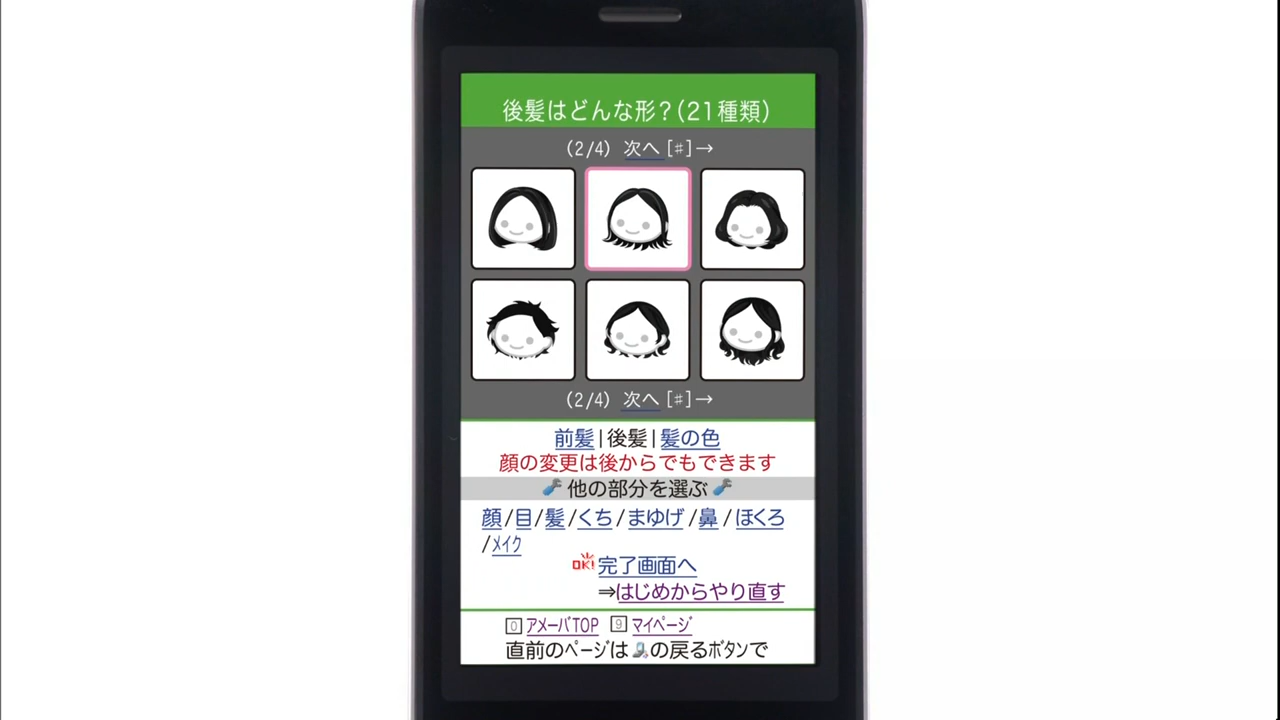 後髪はどんな形?(21種類)
(2/4) 次へ[#]→
(2/4) 次へ[#]→
前髪|後髪|髪の色
顔の変更は後からでもできます
他の部分を選ぶ
顔/目/髪/くち/まゆげ/鼻/ほくろ
/メイク
OK!完了画面へ
⇒はじめからやり直す
0 アメーバTOP 9 マイページ
直前のページはの戻るボタンで